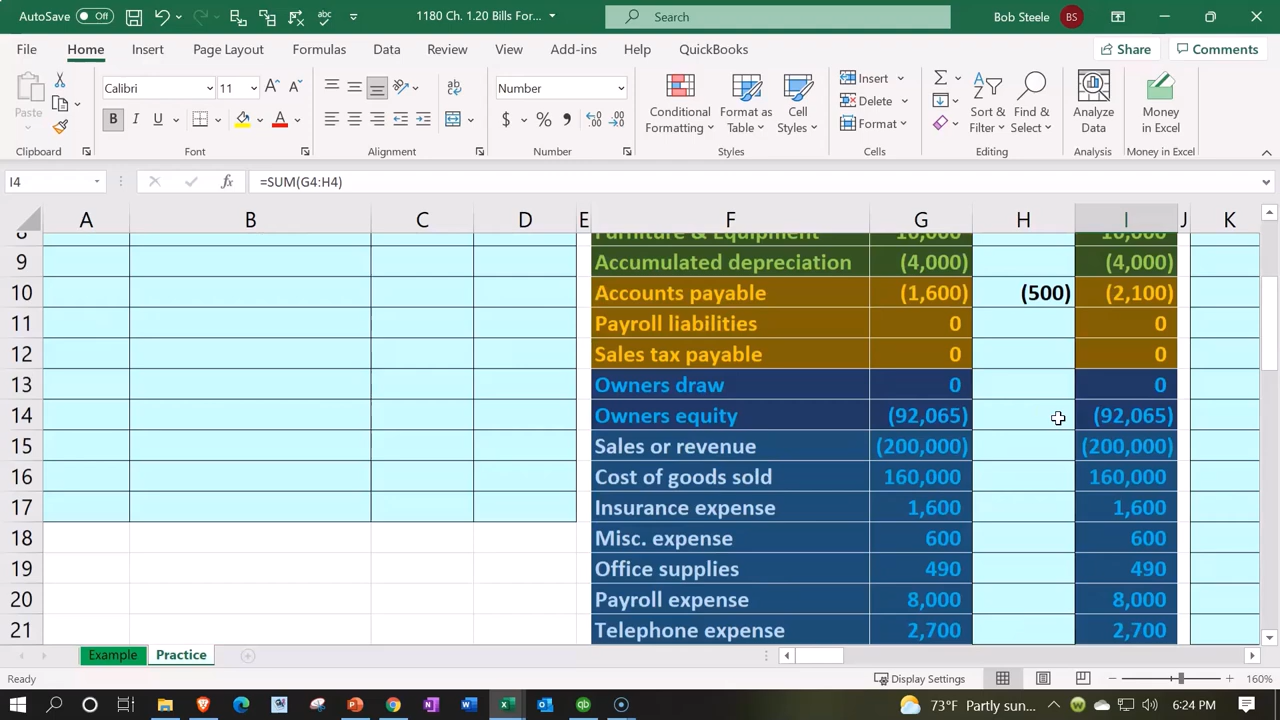 AutoSave Off 1180 Ch. 1.20 Bills For... Search Bob Steele BS
File Home Insert Page Layout Formulas Data Review View Add-ins Help QuickBooks Share Comments
Paste Calibri 11 Number Conditional Formatting Format as Table Cell Styles Insert Delete Format Sort & Filter Find & Select Analyze Data Money in Excel
Clipboard Font Alignment Number Styles Cells Editing Analysis Money in Excel
I4 fx =SUM(G4:H4)
A B C D E F G H I J K
Furniture & Equipment 10,000 10,000
9 Accumulated depreciation (4,000) (4,000)
10 Accounts payable (1,600) (500) (2,100)
11 Payroll liabilities 0 0
12 Sales tax payable 0 0
13 Owners draw 0 0
14 Owners equity (92,065) (92,065)
15 Sales or revenue (200,000) (200,000)
16 Cost of goods sold 160,000 160,000
17 Insurance expense 1,600 1,600
18 Misc. expense 600 600
19 Office supplies 490 490
20 Payroll expense 8,000 8,000
21 Telephone expense 2,700 2,700
Example Practice
Ready Display Settings 160%
73°F Partly sun... 6:24 PM